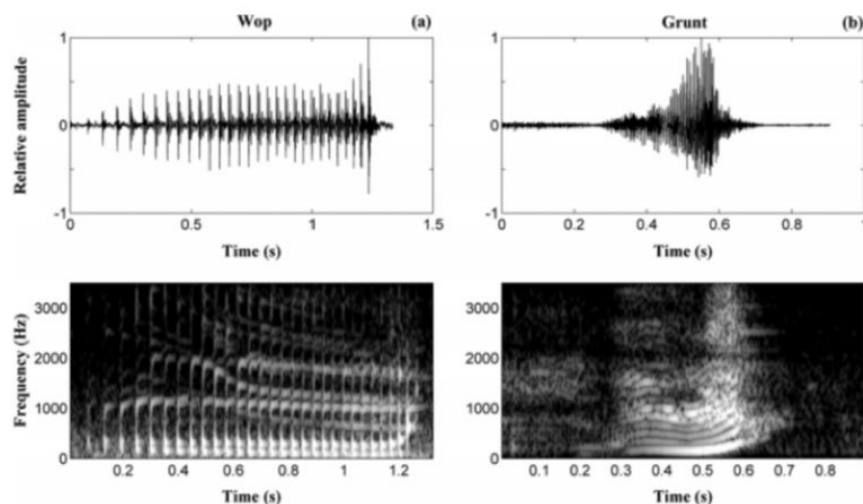 Wop (a)
Grunt (b)
Relative amplitude
1
0
-1
0 0.5 1 1.5
Time (s)
1
0
-1
0 0.2 0.4 0.6 0.8 1
Time (s)
Frequency (Hz)
3000
2000
1000
0
0.2 0.4 0.6 0.8 1 1.2
Time (s)
3000
2000
1000
0
0.1 0.2 0.3 0.4 0.5 0.6 0.7 0.8
Time (s)